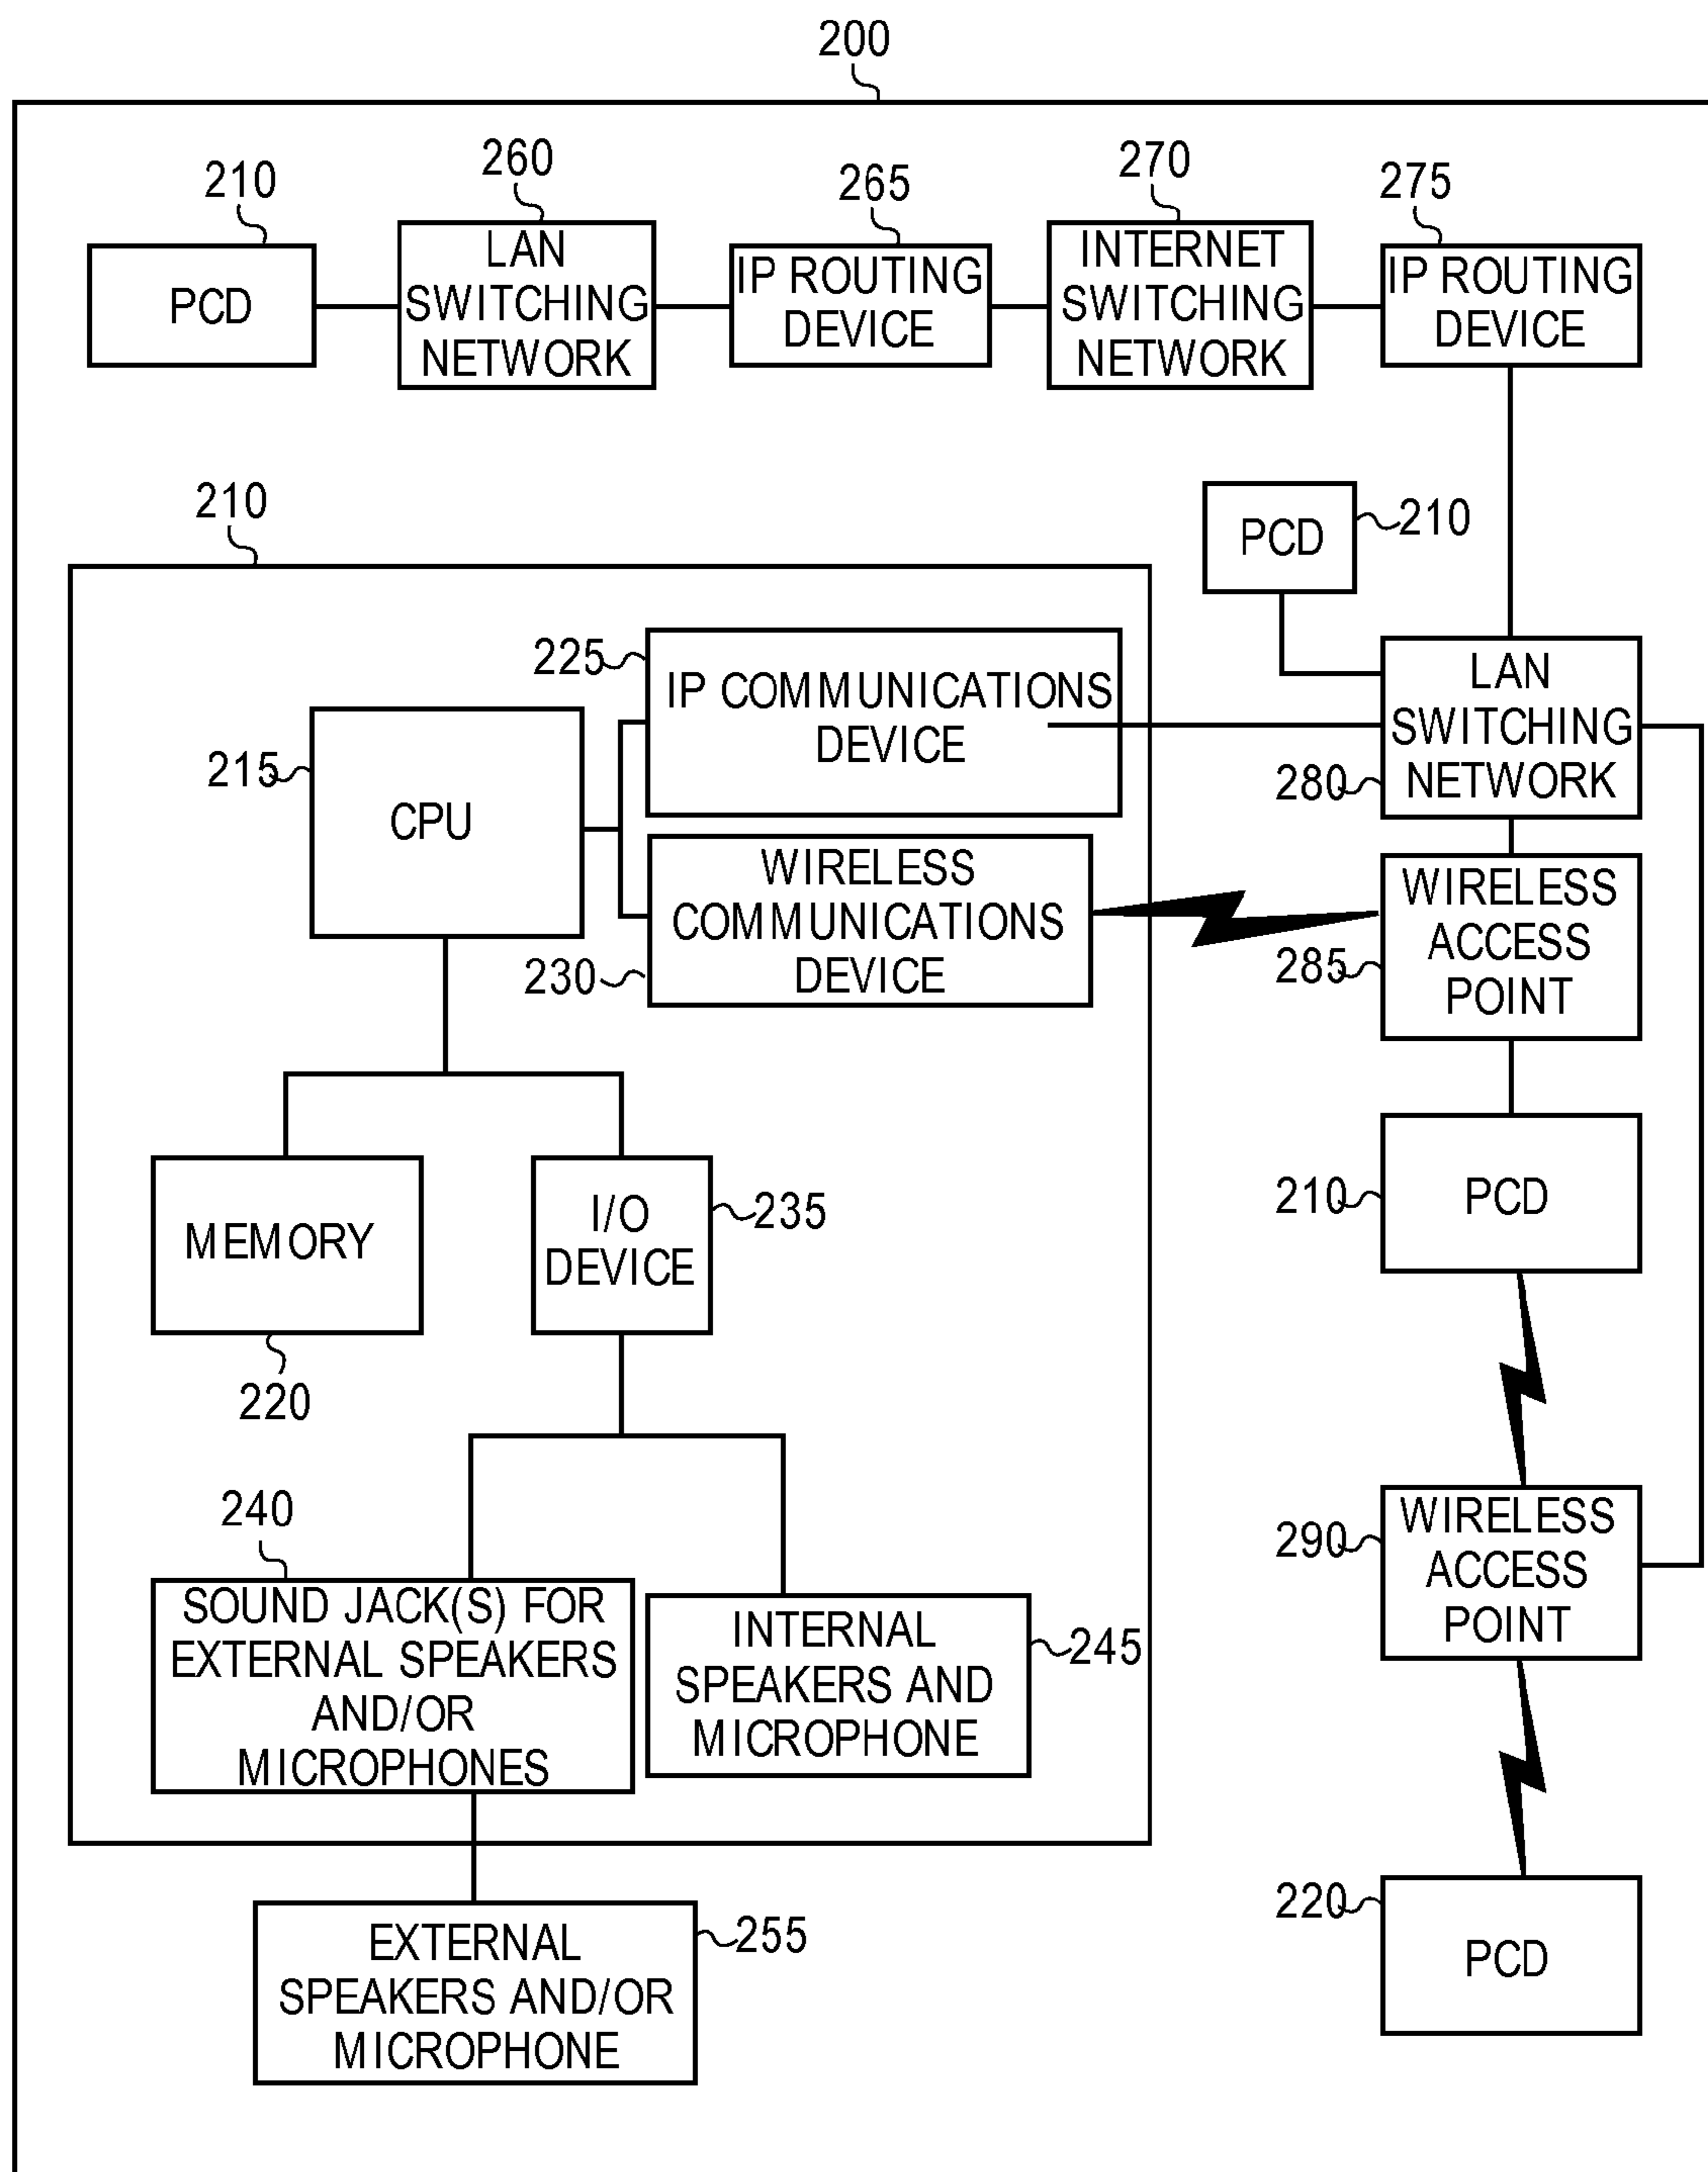 200
210
260
265
270
275
PCD
LAN
SWITCHING
NETWORK
IP ROUTING
DEVICE
INTERNET
SWITCHING
NETWORK
IP ROUTING
DEVICE
210
PCD
210
225
IP COMMUNICATIONS
DEVICE
LAN
SWITCHING
NETWORK
280
215
CPU
WIRELESS
COMMUNICATIONS
DEVICE
230
WIRELESS
ACCESS
POINT
285
MEMORY
220
I/O
DEVICE
235
210
PCD
240
SOUND JACK(S) FOR
EXTERNAL SPEAKERS
AND/OR
MICROPHONES
INTERNAL
SPEAKERS AND
MICROPHONE
245
290
WIRELESS
ACCESS
POINT
EXTERNAL
SPEAKERS AND/OR
MICROPHONE
255
220
PCD